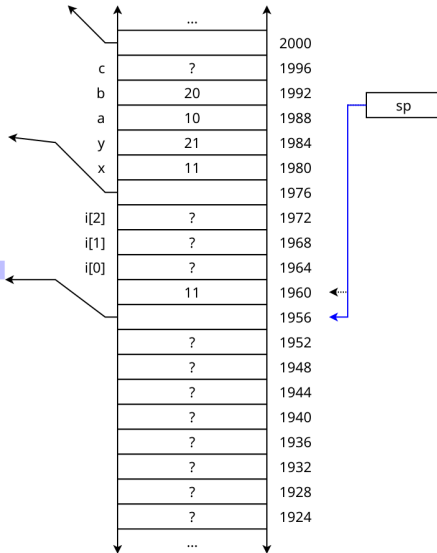 ...
2000
c ? 1996
b 20 1992
sp
a 10 1988
y 21 1984
x 11 1980
1976
i[2] ? 1972
i[1] ? 1968
i[0] ? 1964
11 1960
1956
? 1952
? 1948
? 1944
? 1940
? 1936
? 1932
? 1928
? 1924
...